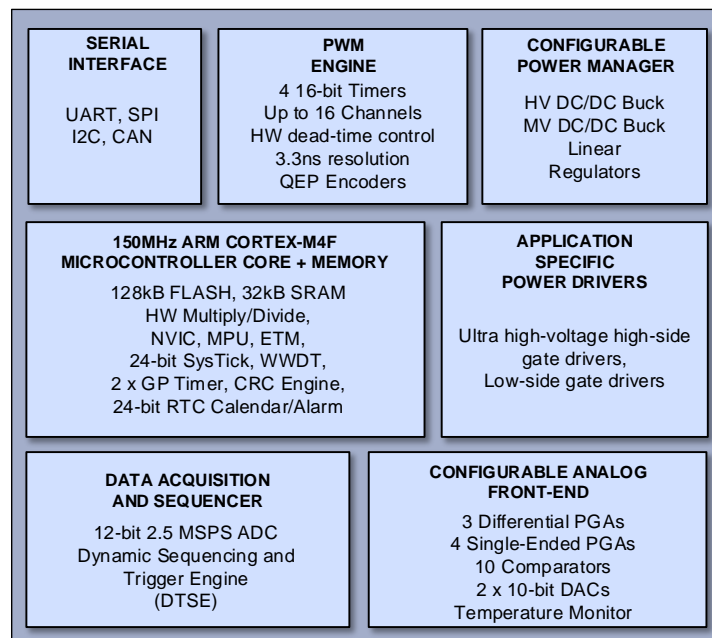 SERIAL
INTERFACE
UART, SPI
I2C, CAN
PWM
ENGINE
4 16-bit Timers
Up to 16 Channels
HW dead-time control
3.3ns resolution
QEP Encoders
CONFIGURABLE
POWER MANAGER
HV DC/DC Buck
MV DC/DC Buck
Linear
Regulators
150MHz ARM CORTEX-M4F
MICROCONTROLLER CORE + MEMORY
128kB FLASH, 32kB SRAM
HW Multiply/Divide,
NVIC, MPU, ETM,
24-bit SysTick, WWDT,
2 x GP Timer, CRC Engine,
24-bit RTC Calendar/Alarm
APPLICATION
SPECIFIC
POWER DRIVERS
Ultra high-voltage high-side
gate drivers,
Low-side gate drivers
DATA ACQUISITION
AND SEQUENCER
12-bit 2.5 MSPS ADC
Dynamic Sequencing and
Trigger Engine
(DTSE)
CONFIGURABLE ANALOG
FRONT-END
3 Differential PGAs
4 Single-Ended PGAs
10 Comparators
2 x 10-bit DACs
Temperature Monitor